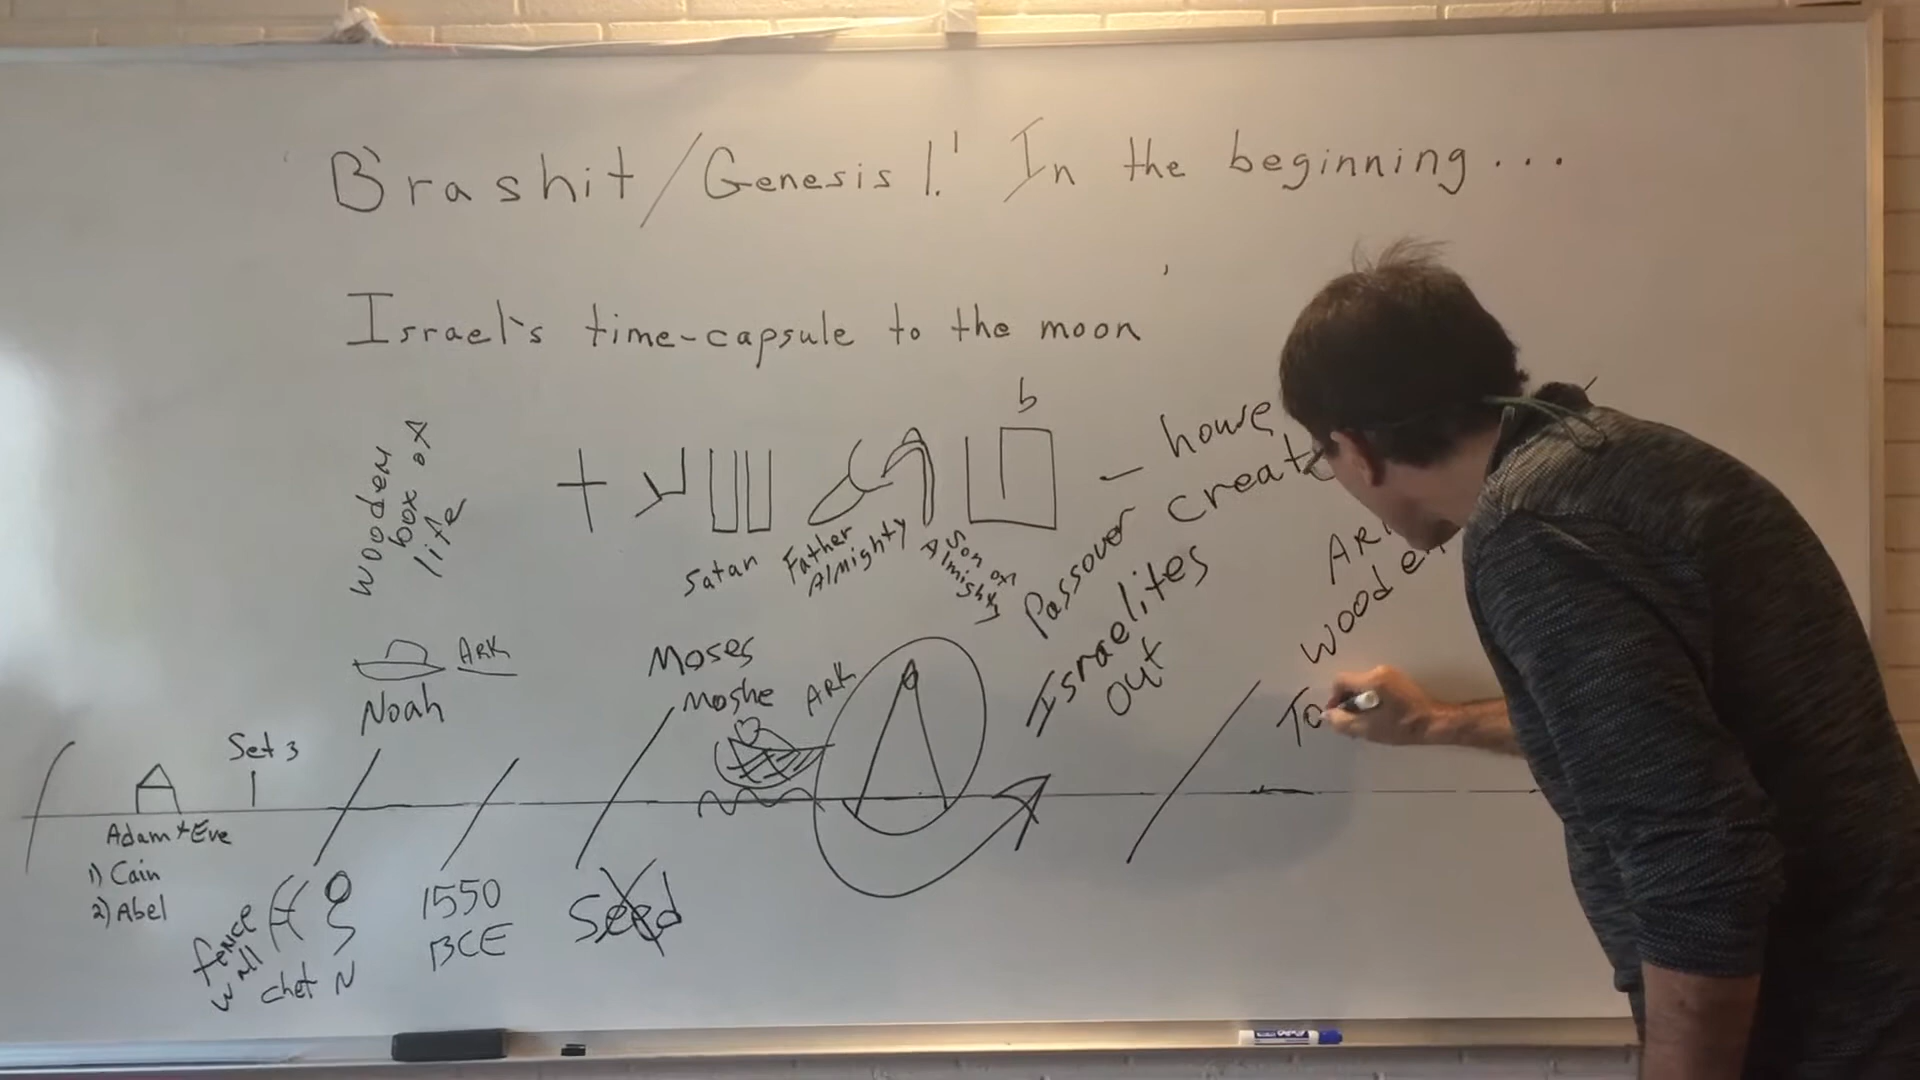 B'rashit/Genesis 1:1 In the beginning...
Israel's time-capsule to the moon
b
Wooden
box of
life
— house
create
Satan
Father
Almighty
Son of
Almighty
Passover
Israelites
out
Wooden
ARK
Noah
Moses
Moshe
ARK
Set 3
Adam + Eve
1) Cain
2) Abel
fence
wall
chet N
1550
BCE
Seed
To